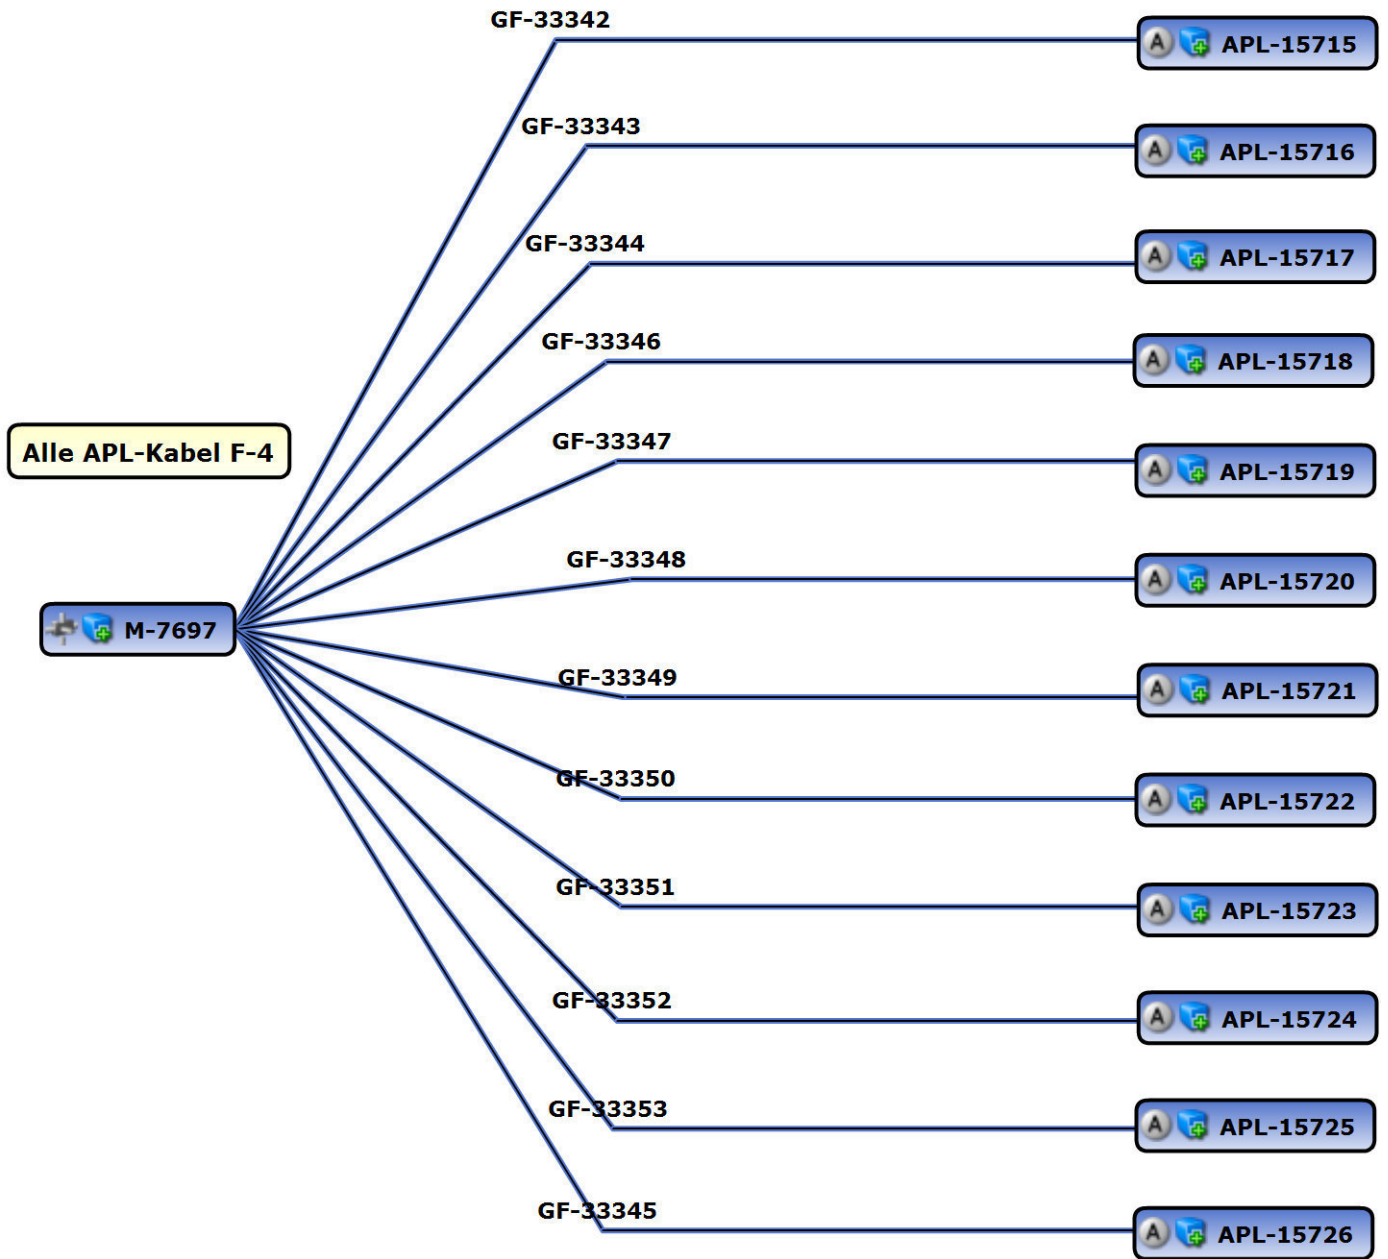 GF-33342
A APL-15715
GF-33343
A APL-15716
GF-33344
A APL-15717
GF-33346
A APL-15718
Alle APL-Kabel F-4
GF-33347
A APL-15719
GF-33348
A APL-15720
M-7697
GF-33349
A APL-15721
GF-33350
A APL-15722
GF-33351
A APL-15723
GF-33352
A APL-15724
GF-33353
A APL-15725
GF-33345
A APL-15726